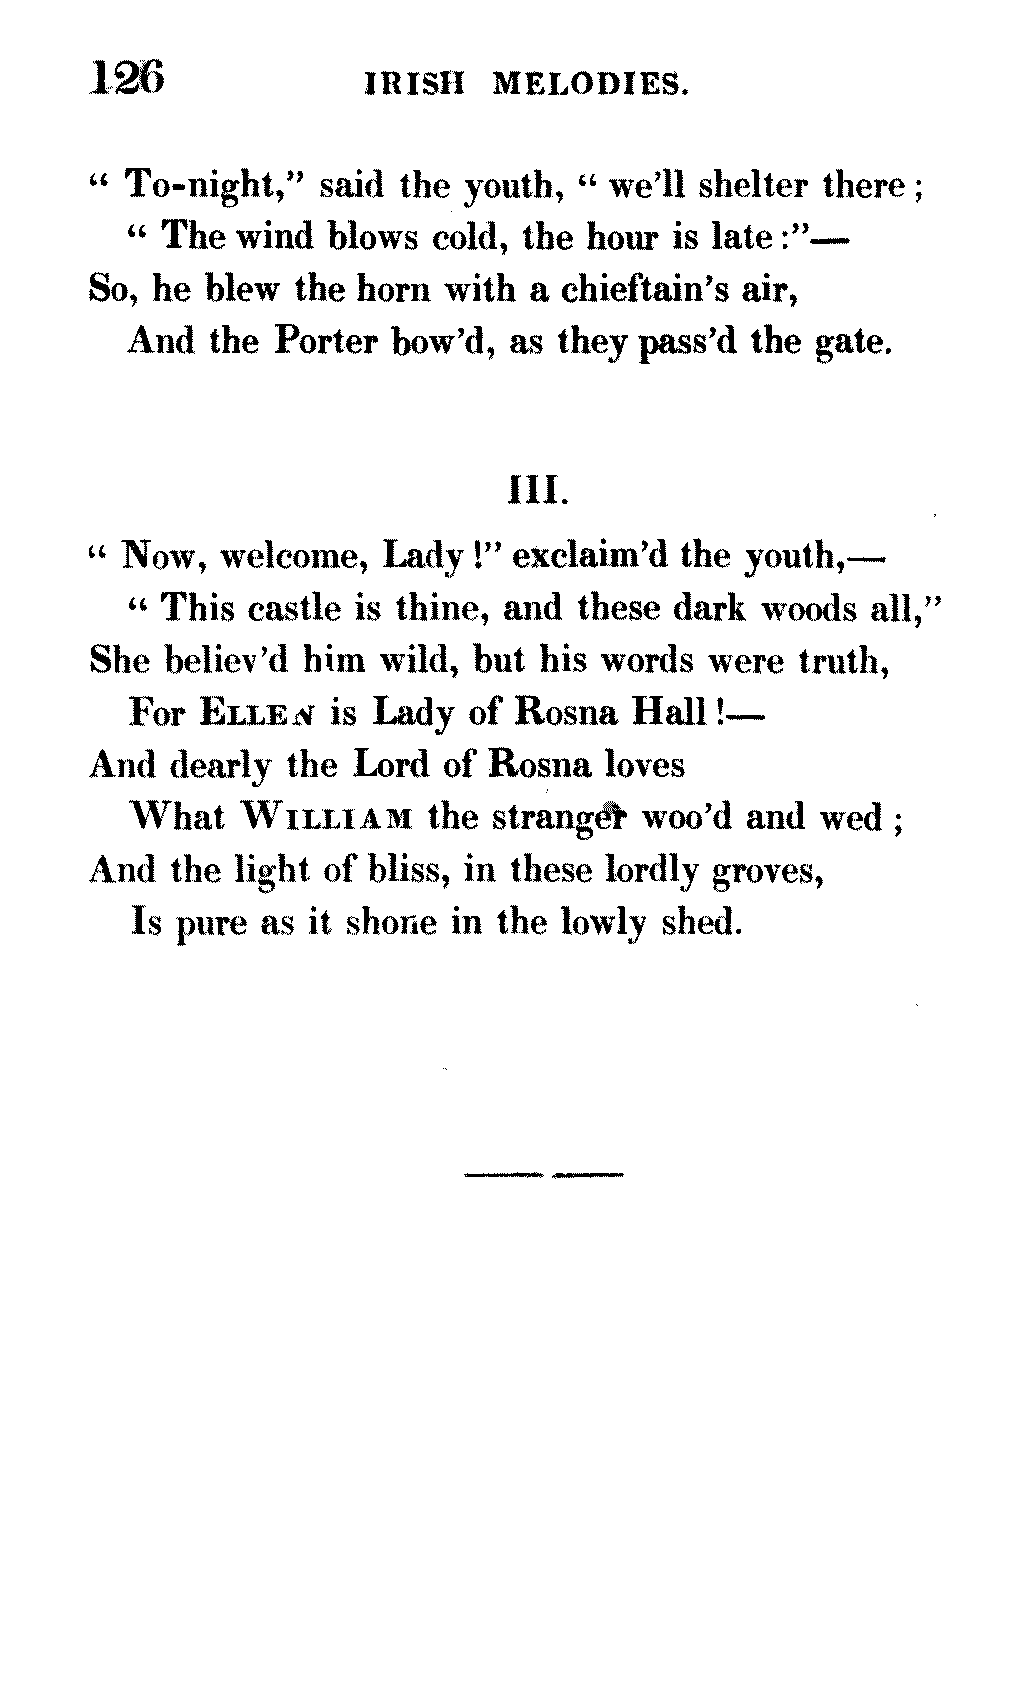 126 IRISH MELODIES.
“ To-night,” said the youth, “ we’ll shelter there ;
“ The wind blows cold, the hour is late :”—
So, he blew the horn with a chieftain’s air,
And the Porter bow’d, as they pass’d the gate.
III.
“ Now, welcome, Lady !” exclaim’d the youth,—
“ This castle is thine, and these dark woods all,”
She believ’d him wild, but his words were truth,
For ELLEN is Lady of Rosna Hall !—
And dearly the Lord of Rosna loves
What WILLIAM the stranger woo’d and wed ;
And the light of bliss, in these lordly groves,
Is pure as it shone in the lowly shed.